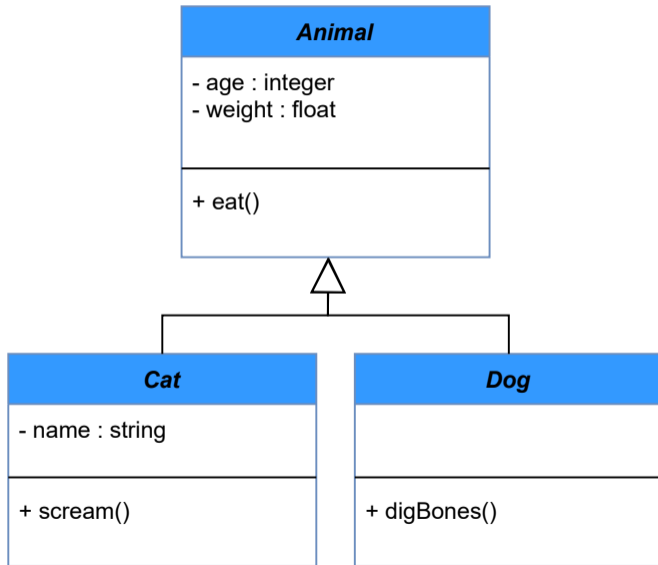 Animal
- age : integer
- weight : float
+ eat()
Cat
- name : string
+ scream()
Dog
+ digBones()